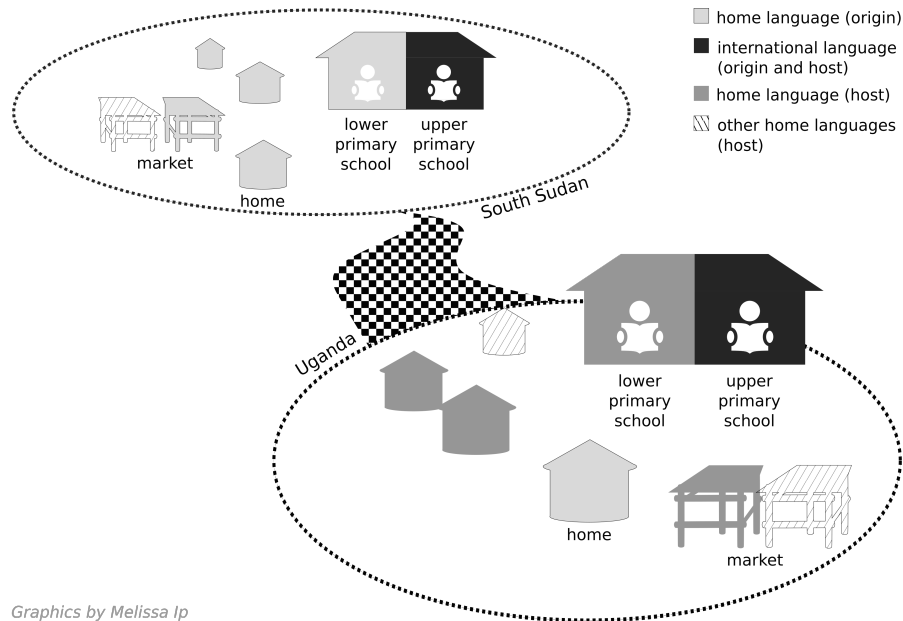 home language (origin)
international language
(origin and host)
home language (host)
other home languages
(host)
lower
primary
school
upper
primary
school
market
home
South Sudan
Uganda
lower
primary
school
upper
primary
school
home
market
Graphics by Melissa Ip